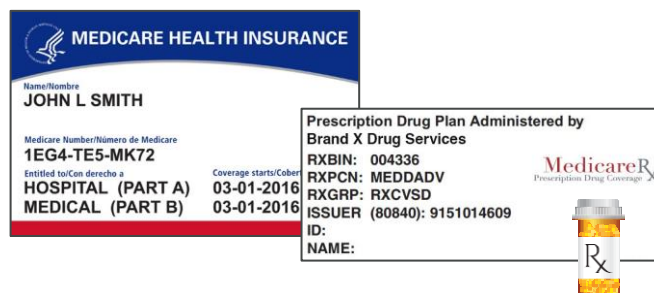 MEDICARE HEALTH INSURANCE
Name/Nombre
JOHN L SMITH
Medicare Number/Número de Medicare
1EG4-TE5-MK72
Entitled to/Con derecho a
HOSPITAL (PART A)
MEDICAL (PART B)
Coverage starts/Cobert
03-01-2016
03-01-2016
Prescription Drug Plan Administered by
Brand X Drug Services
RXBIN: 004336
RXPCN: MEDDADV
RXGRP: RXCVSD
ISSUER (80840): 9151014609
ID:
NAME:
MedicareRx
Prescription Drug Coverage
Rx